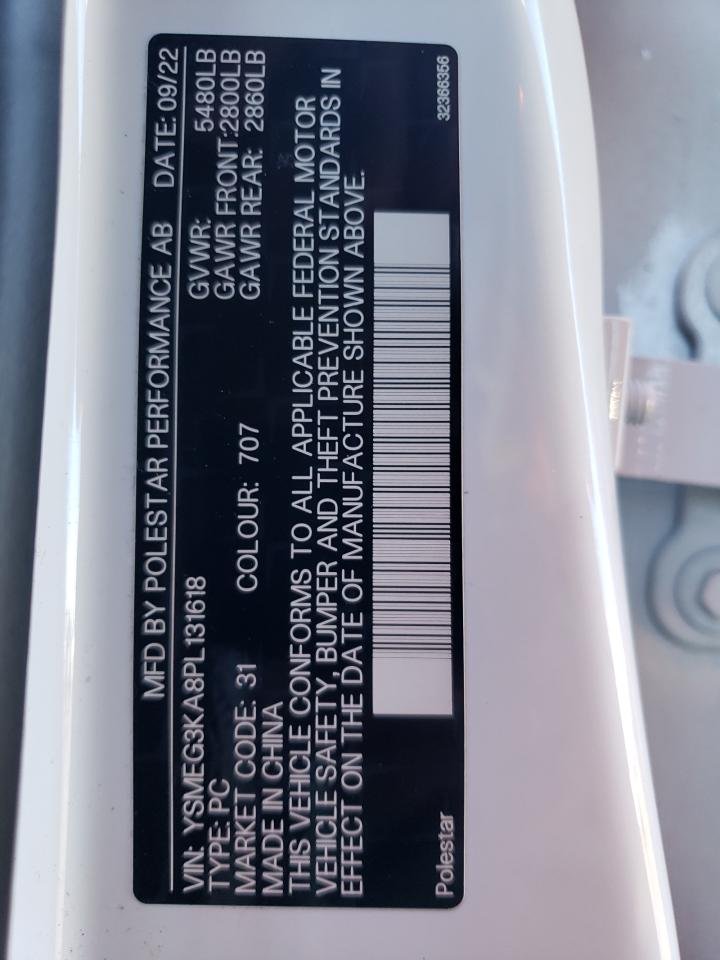 MFD BY POLESTAR PERFORMANCE AB DATE: 09/22
VIN: YSMEG3KA8PL131618 GVWR: 5480LB
TYPE: PC GAWR FRONT:2800LB
MARKET CODE: 31 COLOUR: 707 GAWR REAR: 2860LB
MADE IN CHINA
THIS VEHICLE CONFORMS TO ALL APPLICABLE FEDERAL MOTOR
VEHICLE SAFETY, BUMPER AND THEFT PREVENTION STANDARDS IN
EFFECT ON THE DATE OF MANUFACTURE SHOWN ABOVE.
Polestar 32366356